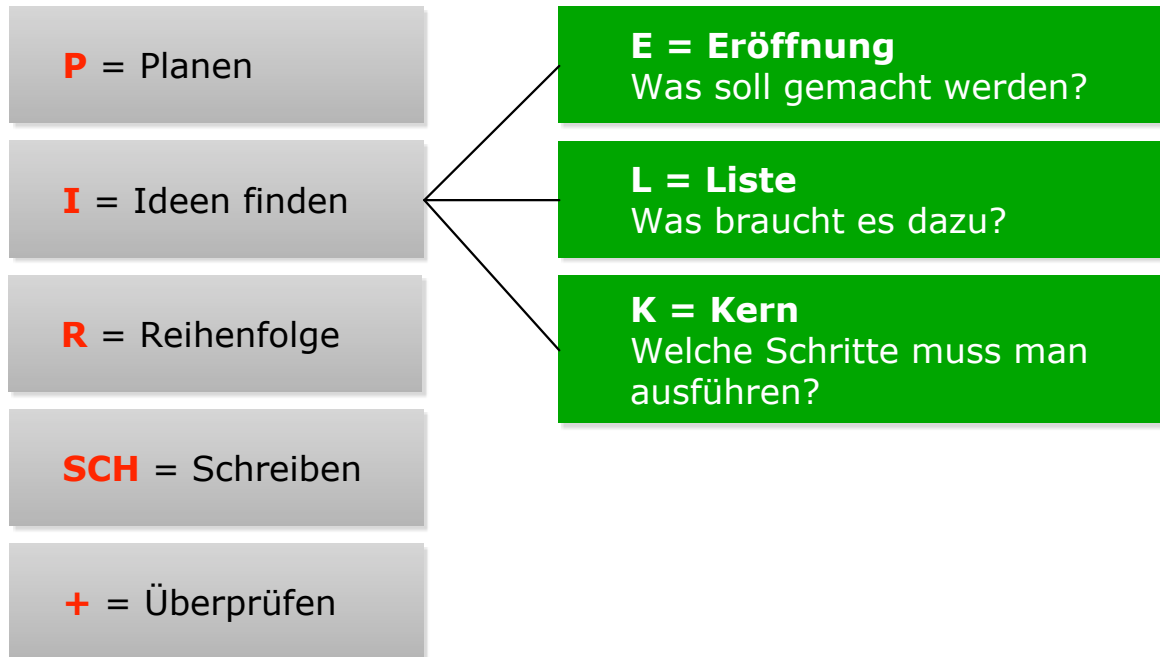 P = Planen
I = Ideen finden
R = Reihenfolge
SCH = Schreiben
+ = Überprüfen
E = Eröffnung
Was soll gemacht werden?
L = Liste
Was braucht es dazu?
K = Kern
Welche Schritte muss man
ausführen?